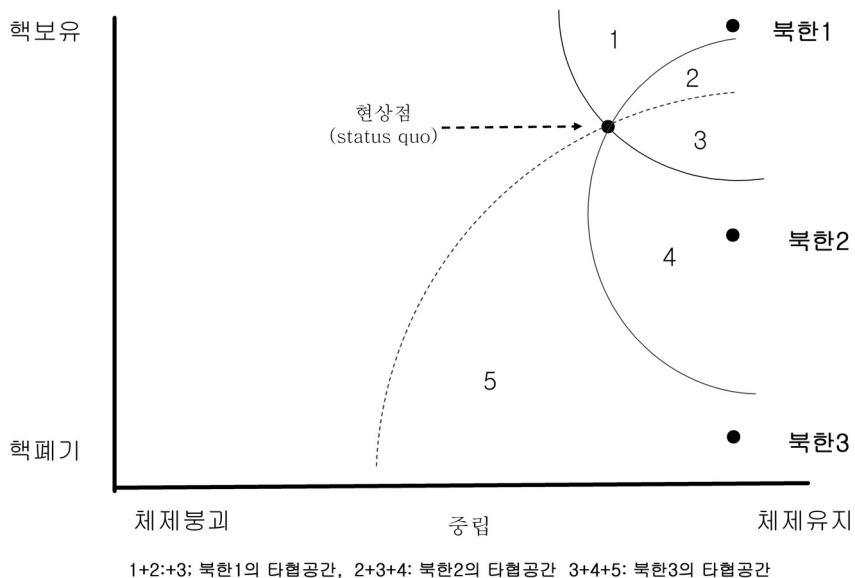 핵보유
1
북한1
2
현상점
(status quo)
3
북한2
4
5
핵폐기
북한3
체제붕괴
중립
체제유지
1+2:+3; 북한1의 타협공간, 2+3+4: 북한2의 타협공간 3+4+5: 북한3의 타협공간